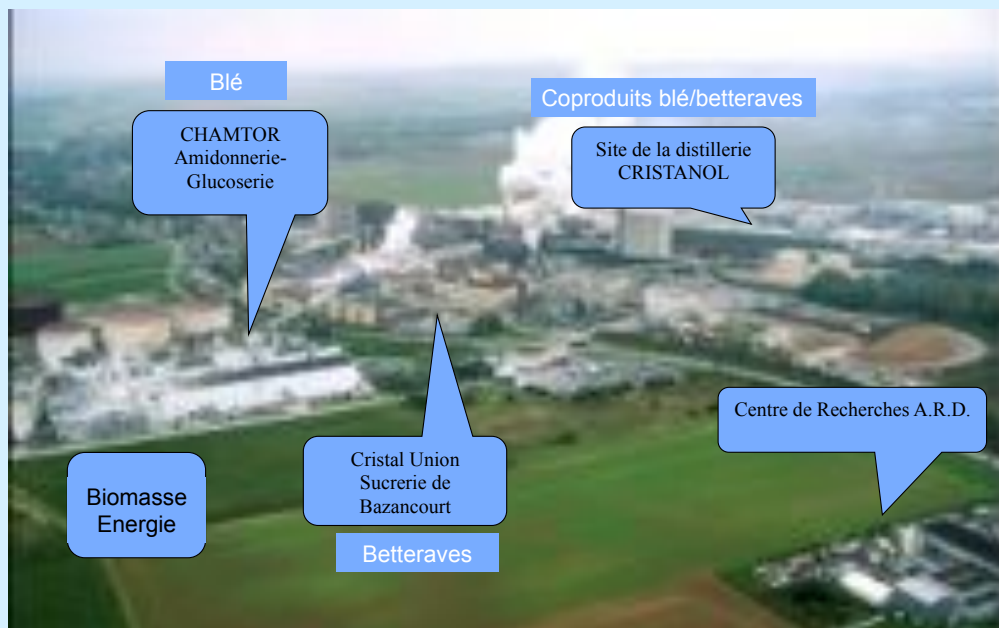 Blé
CHAMTOR
Amidonnerie-
Glucoserie
Coproduits blé/betteraves
Site de la distillerie
CRISTANOL
Centre de Recherches A.R.D.
Biomasse
Energie
Cristal Union
Sucrerie de
Bazancourt
Betteraves